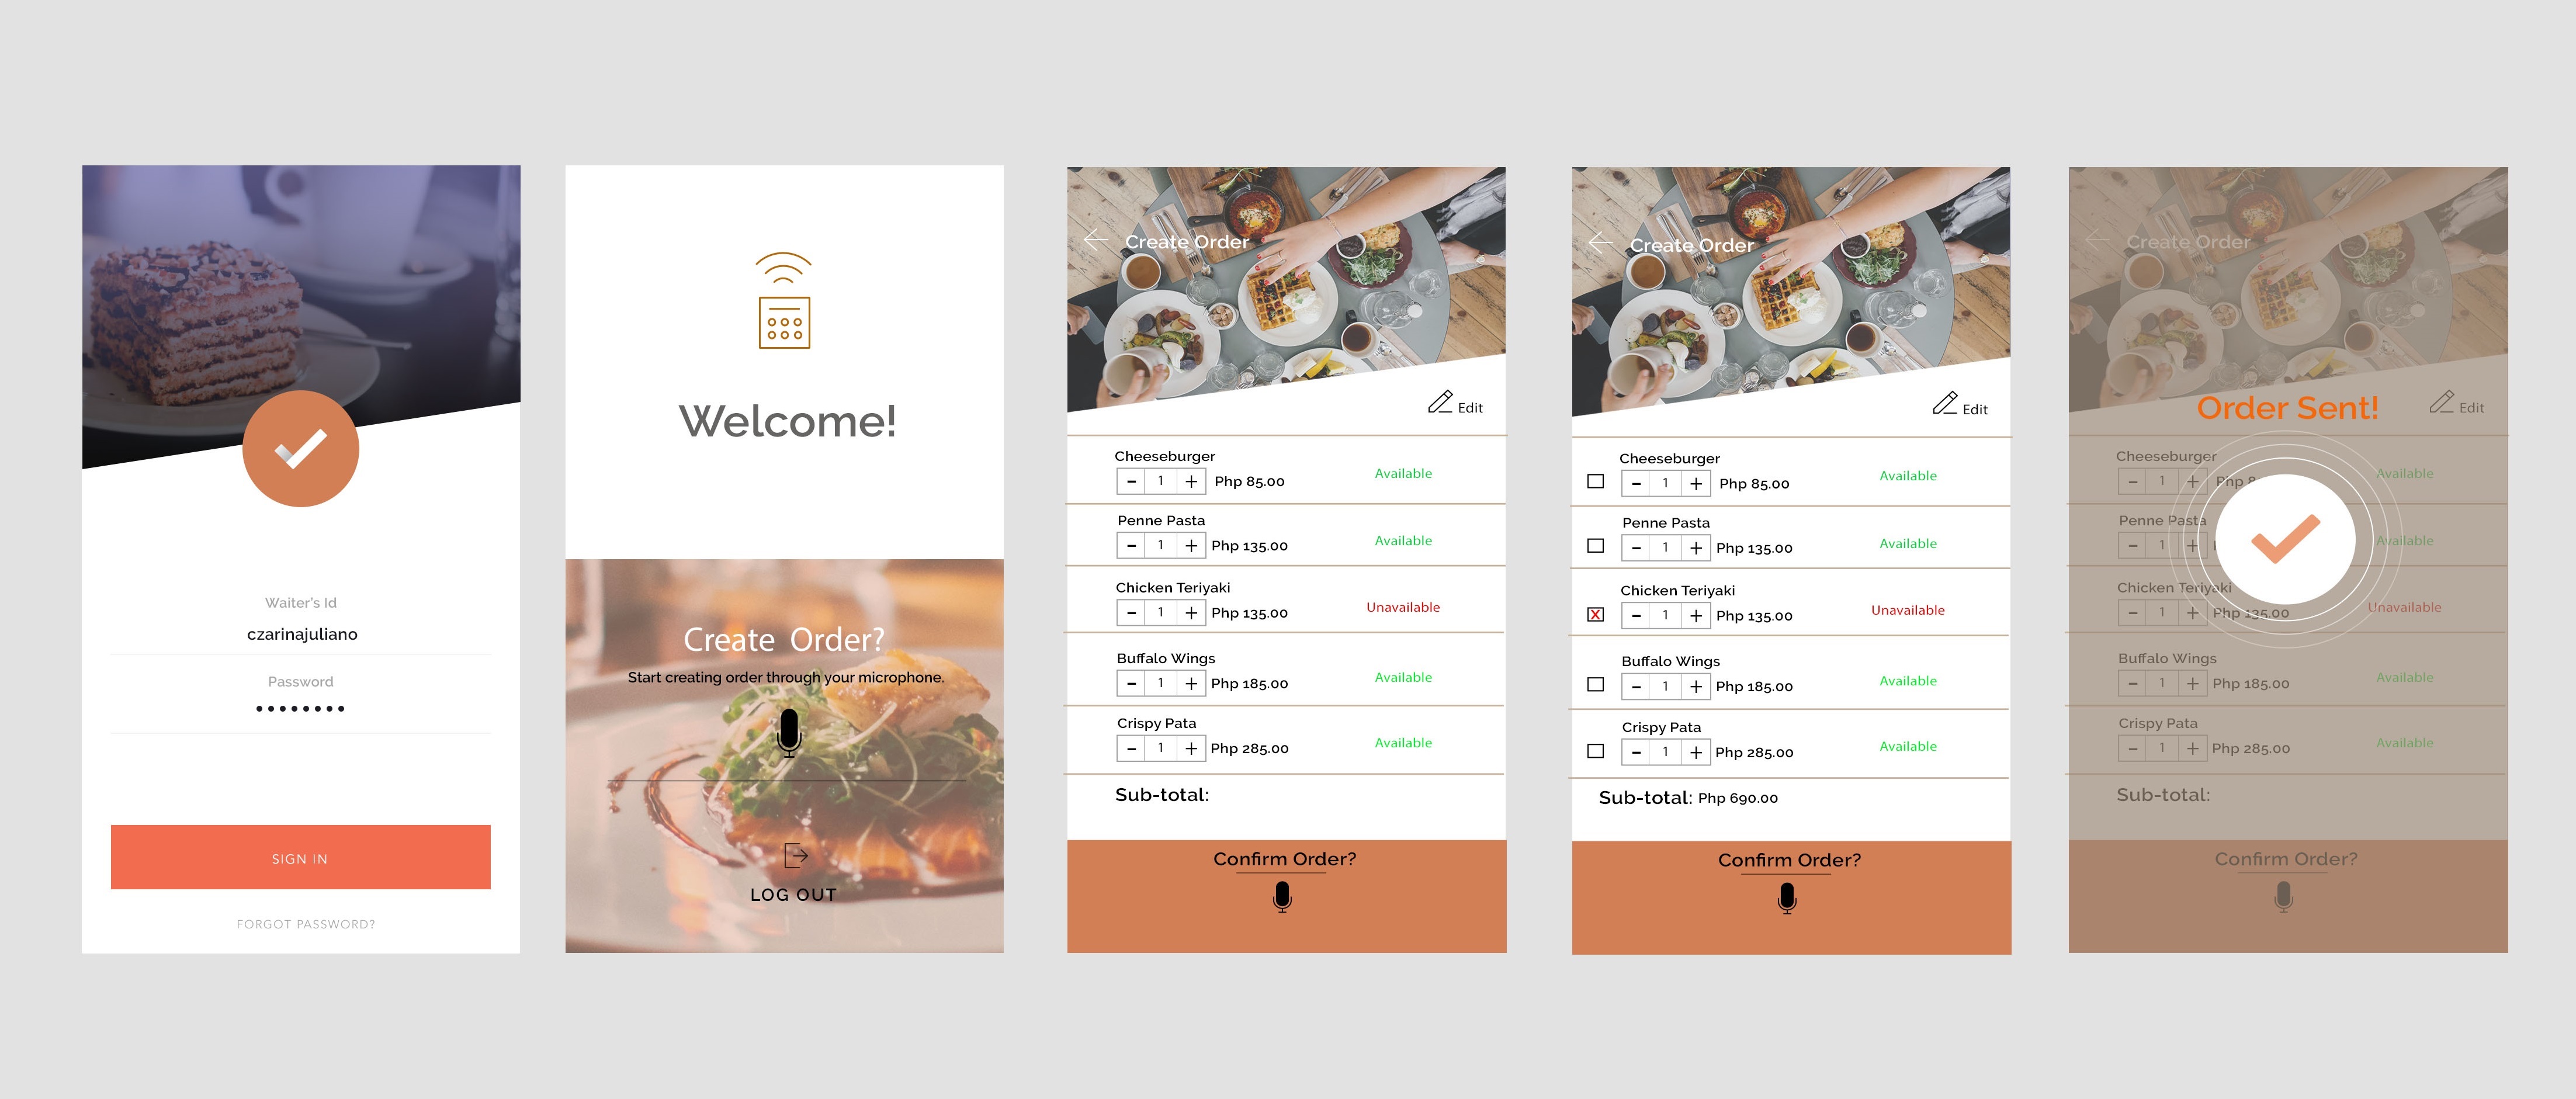 Waiter's Id
czarinajuliano
Password
SIGN IN
FORGOT PASSWORD?
Welcome!
Create Order?
Start creating order through your microphone.
LOG OUT
Create Order
Edit
Cheeseburger
- 1 + Php 85.00 Available
Penne Pasta
- 1 + Php 135.00 Available
Chicken Teriyaki
- 1 + Php 135.00 Unavailable
Buffalo Wings
- 1 + Php 185.00 Available
Crispy Pata
- 1 + Php 285.00 Available
Sub-total:
Confirm Order?
Create Order
Edit
Cheeseburger
- 1 + Php 85.00 Available
Penne Pasta
- 1 + Php 135.00 Available
Chicken Teriyaki
X - 1 + Php 135.00 Unavailable
Buffalo Wings
- 1 + Php 185.00 Available
Crispy Pata
- 1 + Php 285.00 Available
Sub-total: Php 690.00
Confirm Order?
Create Order
Order Sent!
Edit
Cheeseburger
- 1 + Php 8 Available
Penne Pasta
- 1 + Available
Chicken Teriyaki
- 1 + Php 135.00 Unavailable
Buffalo Wings
- 1 + Php 185.00 Available
Crispy Pata
- 1 + Php 285.00 Available
Sub-total:
Confirm Order?